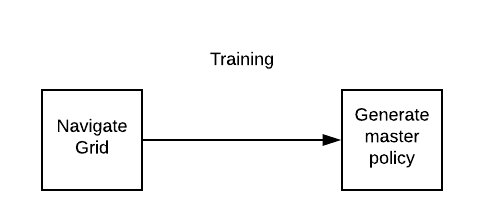 Training
Navigate
Grid
Generate
master
policy